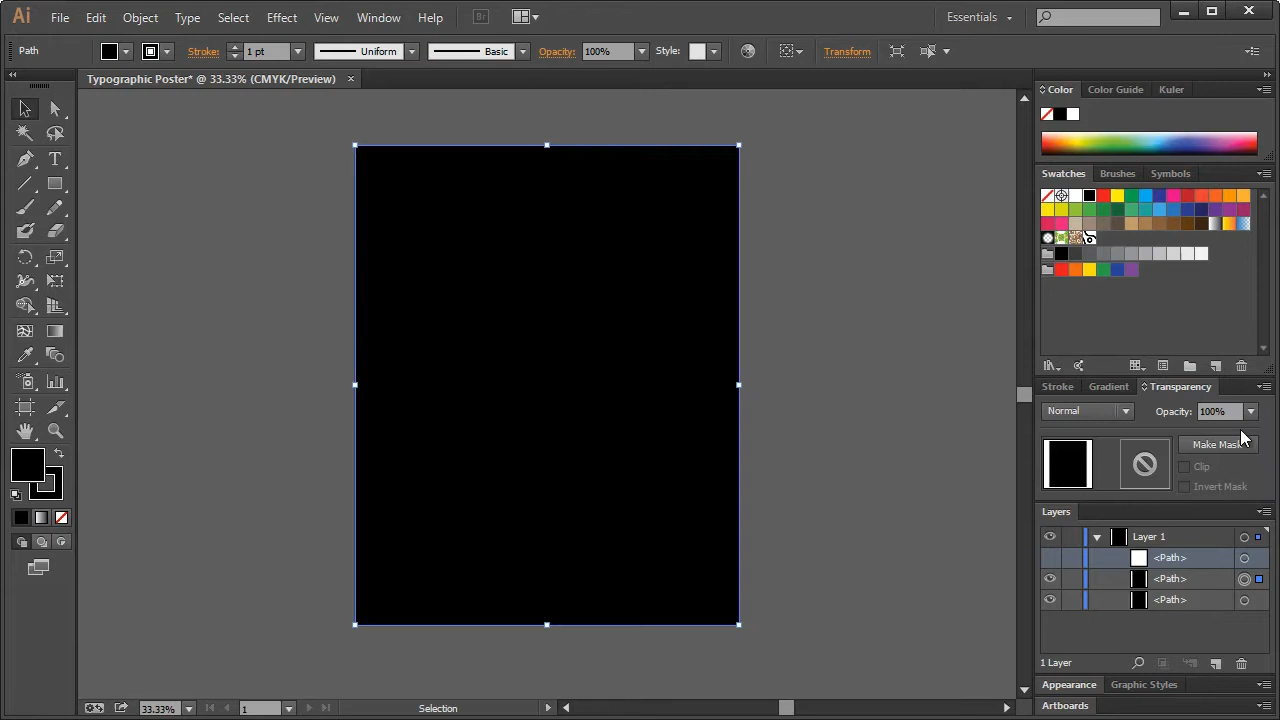 Ai File Edit Object Type Select Effect View Window Help Br Essentials
Path Stroke: 1 pt Uniform Basic Opacity: 100% Style: Transform
Typographic Poster* @ 33.33% (CMYK/Preview) ×
Color Color Guide Kuler
Swatches Brushes Symbols
Stroke Gradient Transparency
Normal Opacity: 100%
Make Mask
Clip
Invert Mask
Layers
Layer 1
<Path>
<Path>
<Path>
1 Layer
Appearance Graphic Styles
Artboards
33.33% 1 Selection